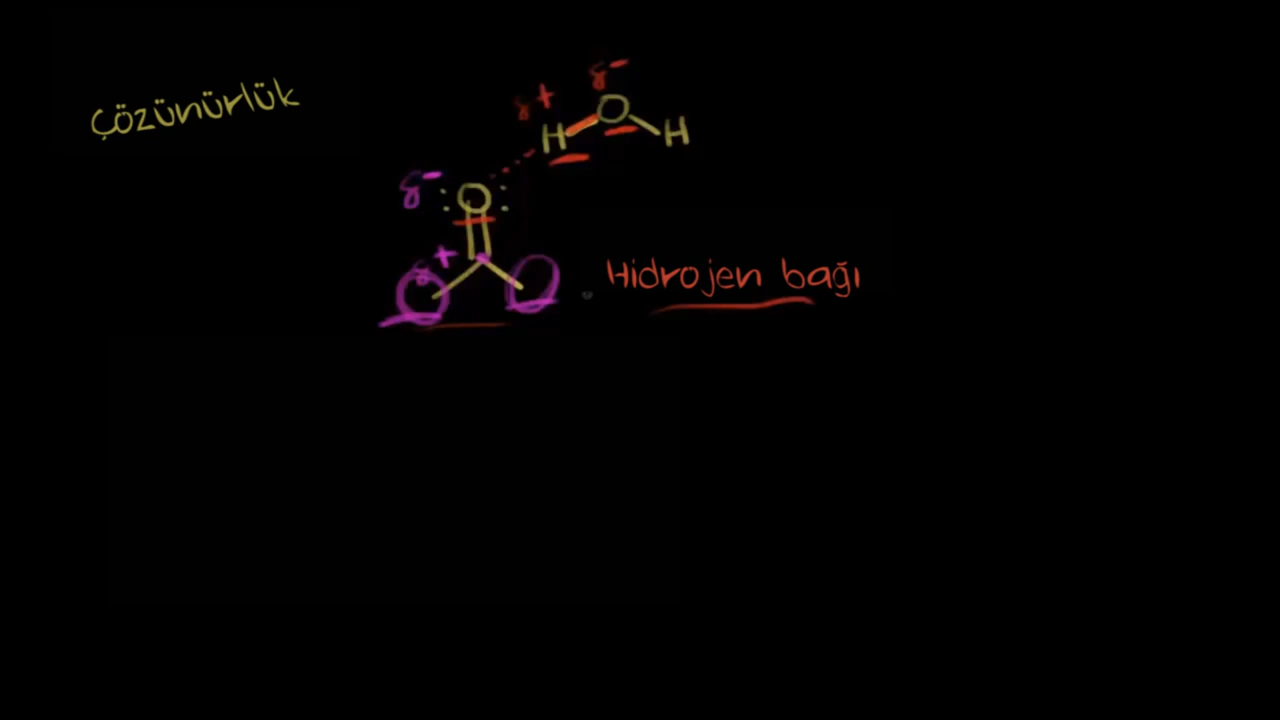 Çözünürlük
δ-
δ+
O
H
H
δ-
O
δ+
Hidrojen bağı